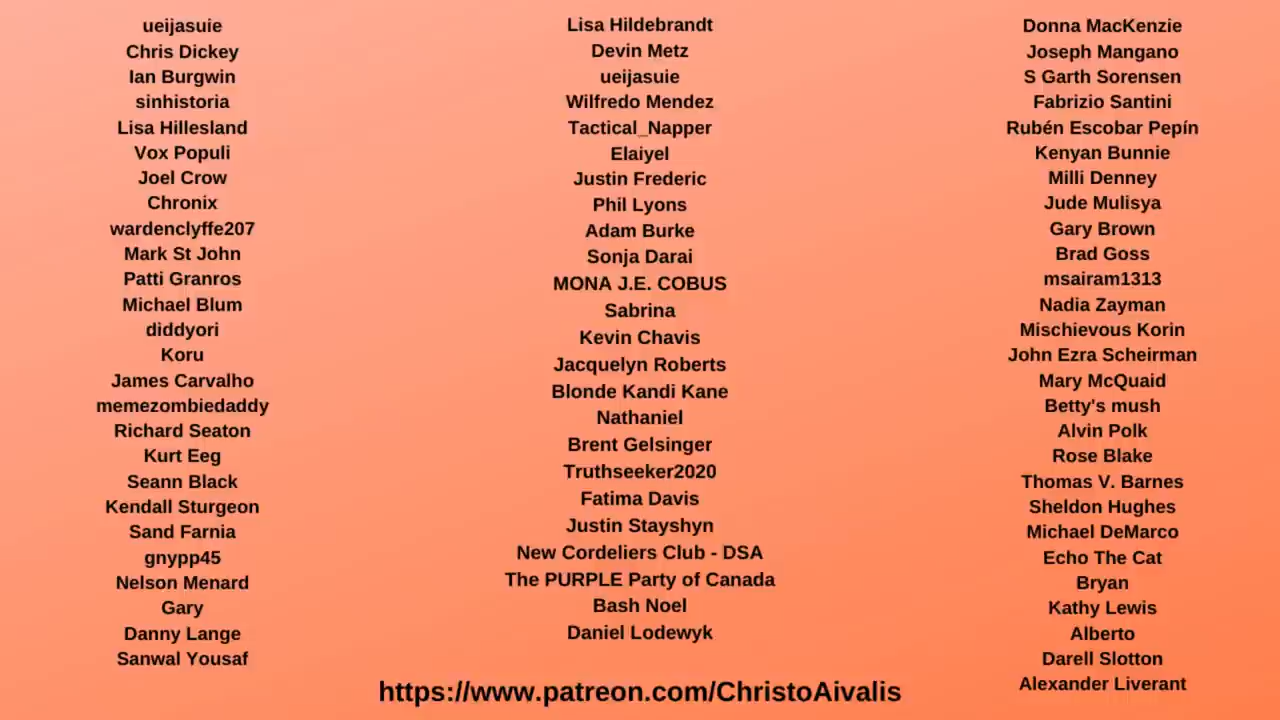 ueijasuie
Chris Dickey
Ian Burgwin
sinhistoria
Lisa Hillesland
Vox Populi
Joel Crow
Chronix
wardenclyffe207
Mark St John
Patti Granros
Michael Blum
diddyori
Koru
James Carvalho
memezombiedaddy
Richard Seaton
Kurt Eeg
Seann Black
Kendall Sturgeon
Sand Farnia
gnypp45
Nelson Menard
Gary
Danny Lange
Sanwal Yousaf
Lisa Hildebrandt
Devin Metz
ueijasuie
Wilfredo Mendez
Tactical_Napper
Elaiyel
Justin Frederic
Phil Lyons
Adam Burke
Sonja Darai
MONA J.E. COBUS
Sabrina
Kevin Chavis
Jacquelyn Roberts
Blonde Kandi Kane
Nathaniel
Brent Gelsinger
Truthseeker2020
Fatima Davis
Justin Stayshyn
New Cordeliers Club - DSA
The PURPLE Party of Canada
Bash Noel
Daniel Lodewyk
Donna MacKenzie
Joseph Mangano
S Garth Sorensen
Fabrizio Santini
Rubén Escobar Pepín
Kenyan Bunnie
Milli Denney
Jude Mulisya
Gary Brown
Brad Goss
msairam1313
Nadia Zayman
Mischievous Korin
John Ezra Scheirman
Mary McQuaid
Betty's mush
Alvin Polk
Rose Blake
Thomas V. Barnes
Sheldon Hughes
Michael DeMarco
Echo The Cat
Bryan
Kathy Lewis
Alberto
Darell Slotton
Alexander Liverant
https://www.patreon.com/ChristoAivalis